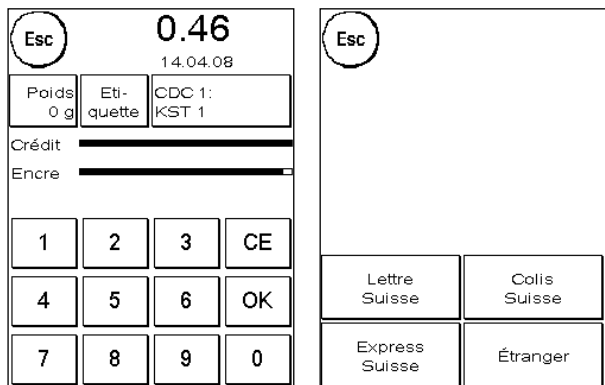 Esc
0.46
14.04.08
Poids
0 g
Eti-
quette
CDC 1:
KST 1
Crédit
Encre
1 2 3 CE
4 5 6 OK
7 8 9 0
Esc
Lettre
Suisse
Colis
Suisse
Express
Suisse
Étranger